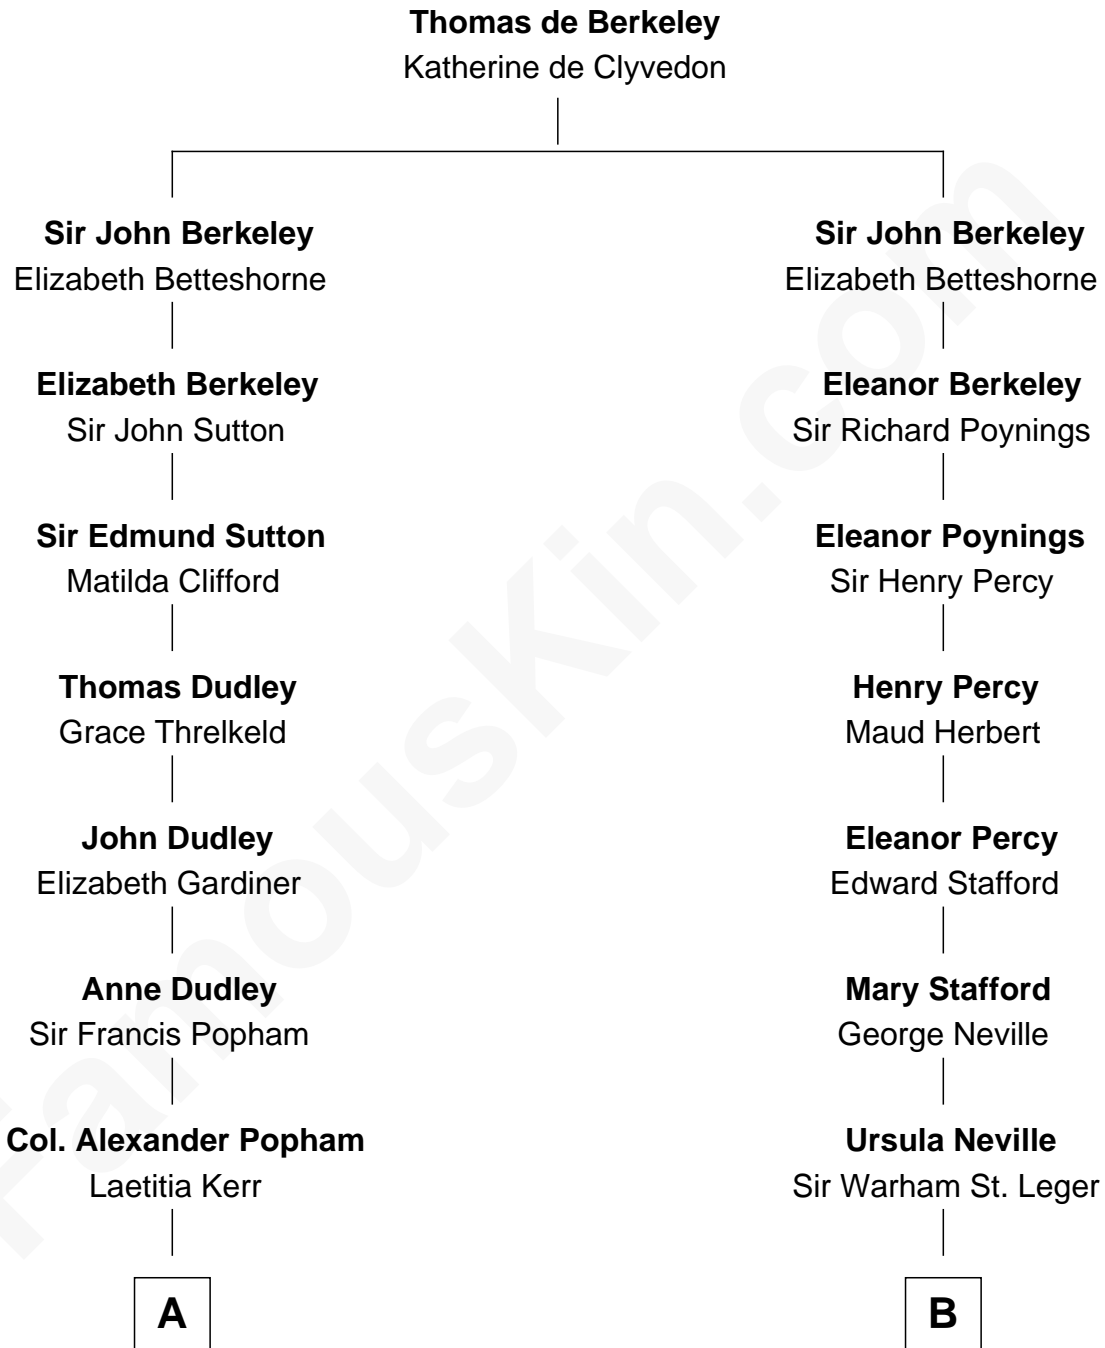 Thomas de Berkeley
Katherine de Clyvedon
Sir John Berkeley
Elizabeth Betteshorne
Elizabeth Berkeley
Sir John Sutton
Sir Edmund Sutton
Matilda Clifford
Thomas Dudley
Grace Threlkeld
John Dudley
Elizabeth Gardiner
Anne Dudley
Sir Francis Popham
Col. Alexander Popham
Laetitia Kerr
A
Sir John Berkeley
Elizabeth Betteshorne
Eleanor Berkeley
Sir Richard Poynings
Eleanor Poynings
Sir Henry Percy
Henry Percy
Maud Herbert
Eleanor Percy
Edward Stafford
Mary Stafford
George Neville
Ursula Neville
Sir Warham St. Leger
B
FamousKin.com